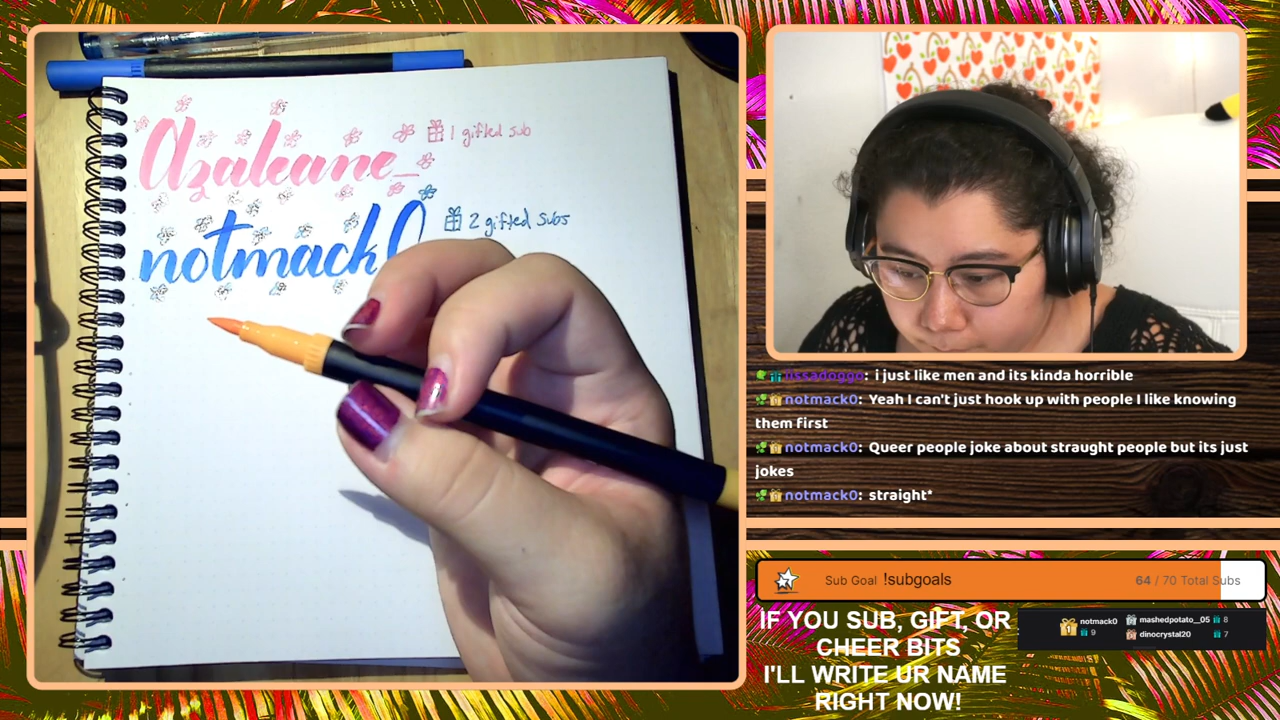 Azaleane_
1 gifted sub
notmack0
2 gifted subs
lissadoggo: i just like men and its kinda horrible
notmack0: Yeah I can't just hook up with people I like knowing
them first
notmack0: Queer people joke about straught people but its just
jokes
notmack0: straight*
Sub Goal !subgoals
64 / 70 Total Subs
IF YOU SUB, GIFT, OR
CHEER BITS
I'LL WRITE UR NAME
RIGHT NOW!
1 notmack0
9
mashedpotato_05 8
dinocrystal20 7